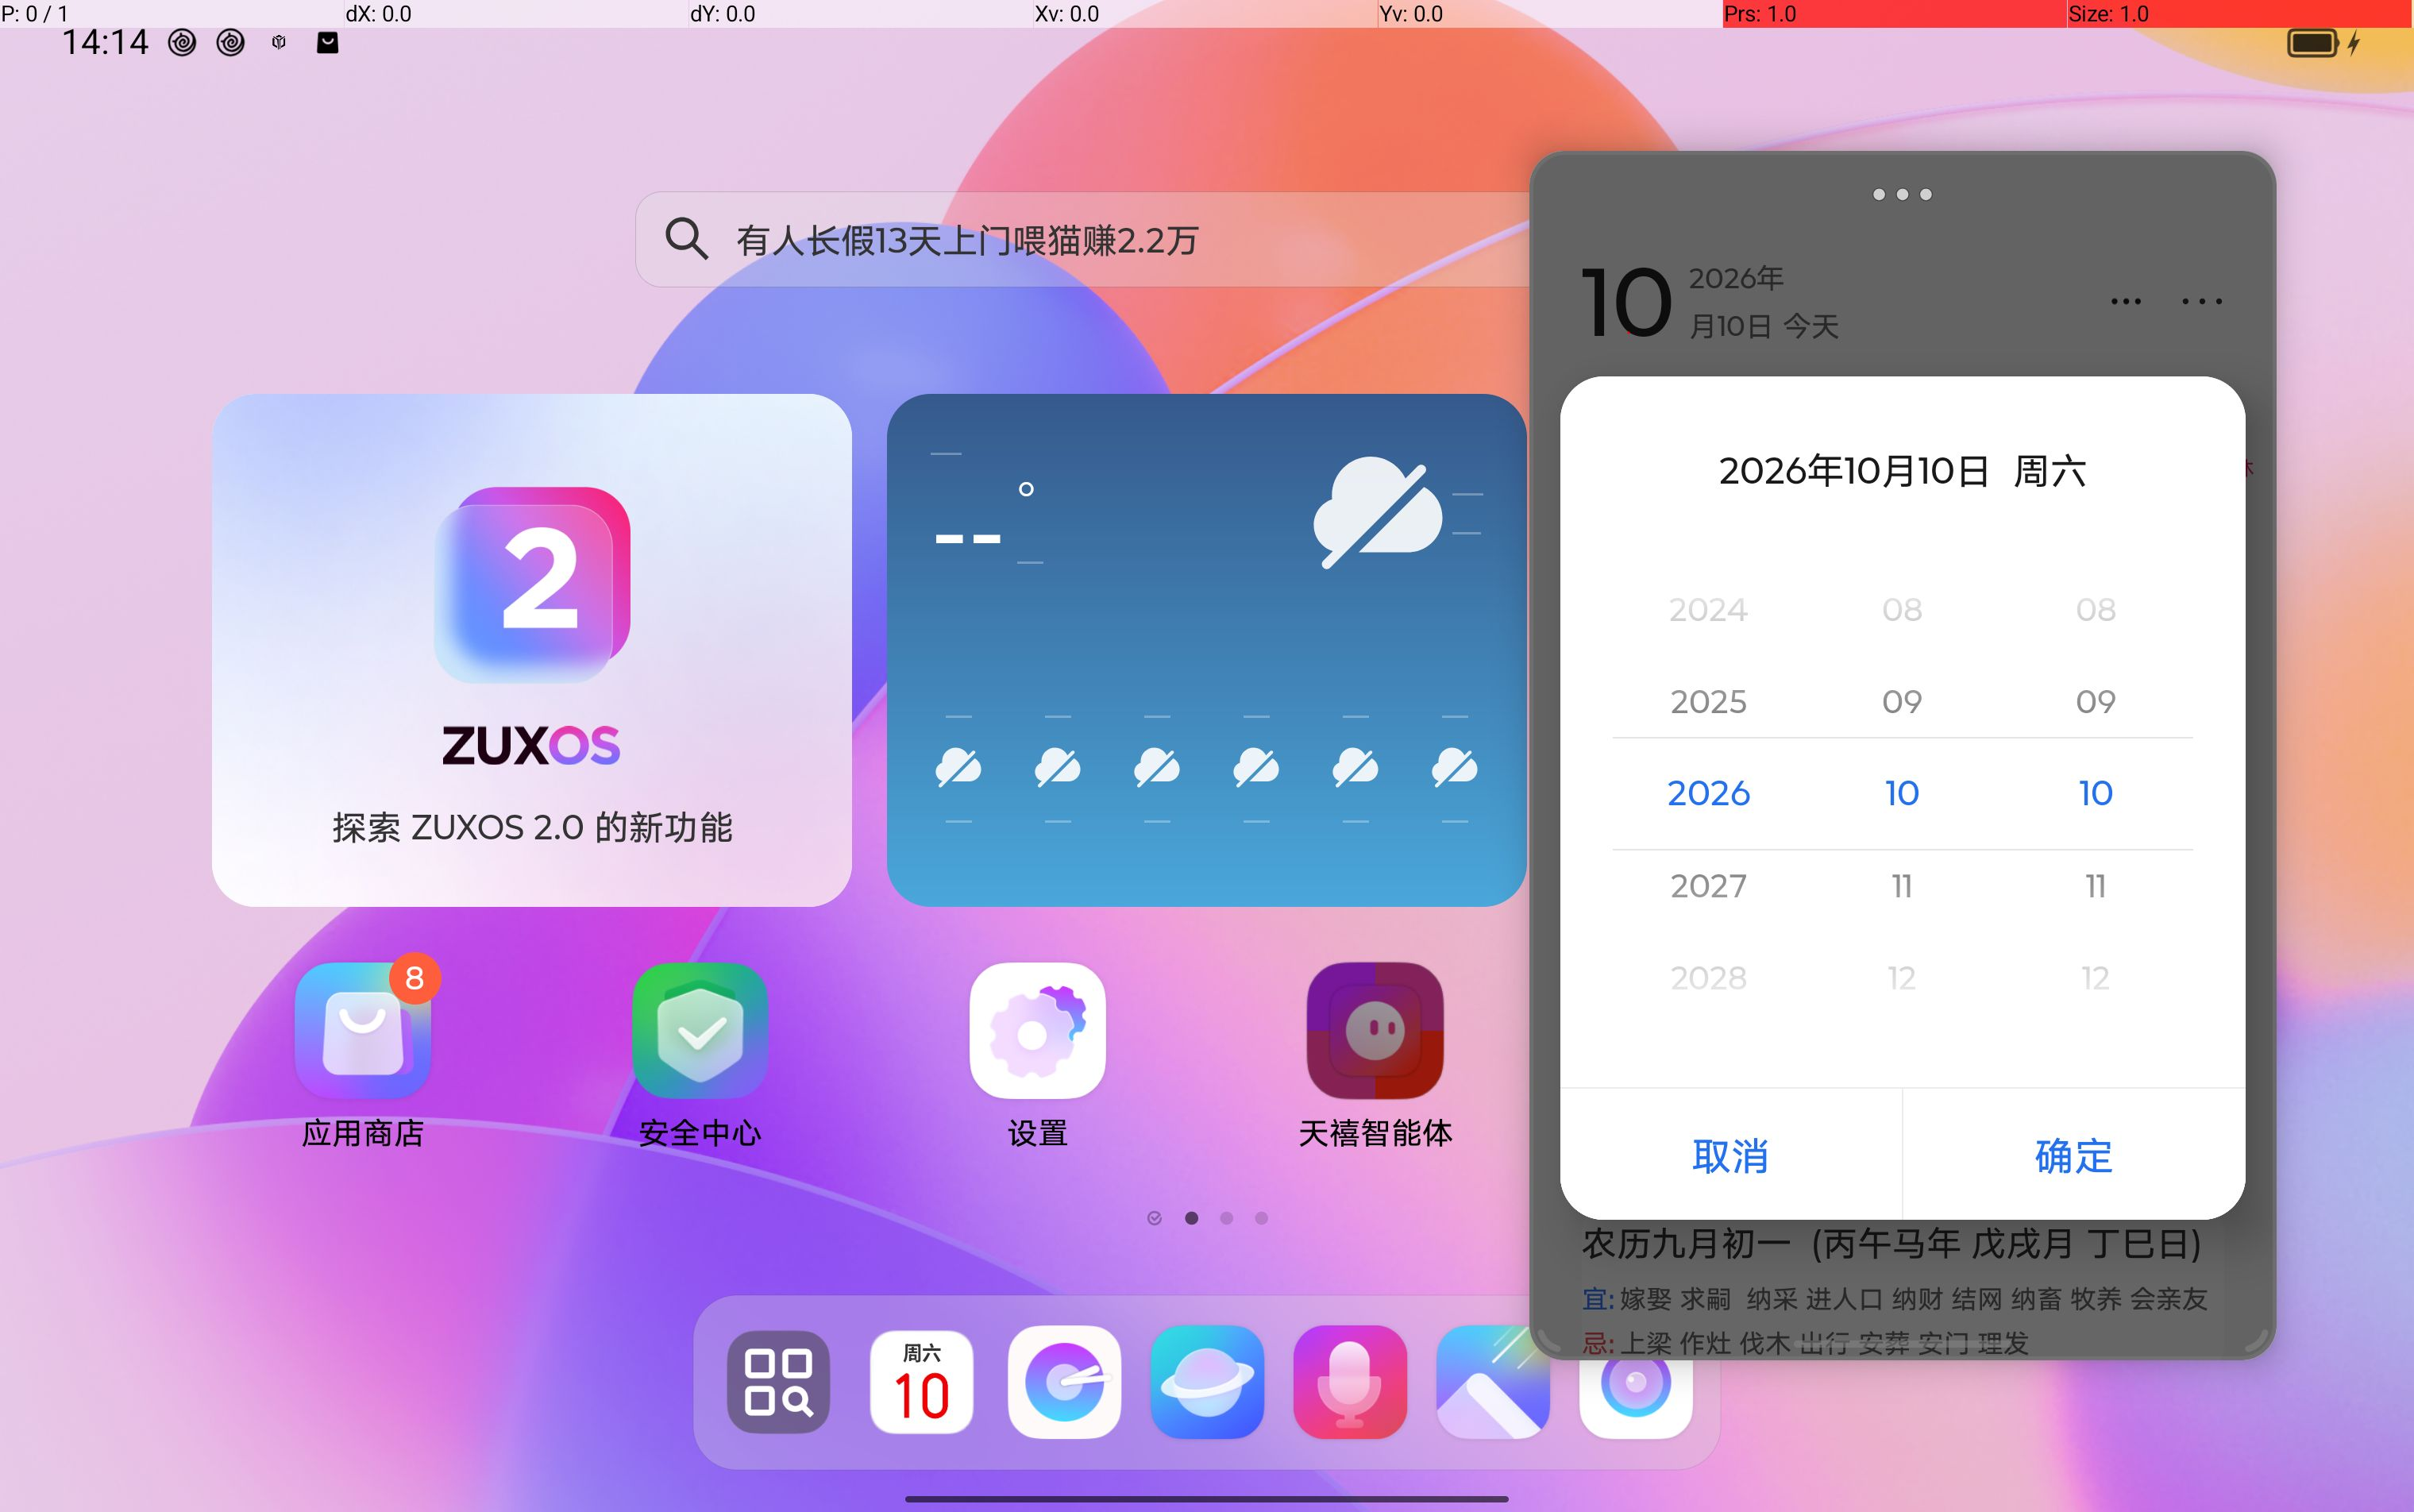 P: 0 / 1 dX: 0.0 dY: 0.0 Xv: 0.0 Yv: 0.0 Prs: 1.0 Size: 1.0
14:14
有人长假13天上门喂猫赚2.2万
10
2026年
月10日 今天
2026年10月10日 周六
2024 08 08
2025 09 09
2026 10 10
2027 11 11
2028 12 12
取消 确定
农历九月初一 (丙午马年 戊戌月 丁巳日)
宜: 嫁娶 求嗣 纳采 进人口 纳财 结网 纳畜 牧养 会亲友
忌: 上梁 作灶 伐木 出行 安葬 安门 理发
2
ZUXOS
探索 ZUXOS 2.0 的新功能
--°
8
应用商店
安全中心
设置
天禧智能体
周六
10